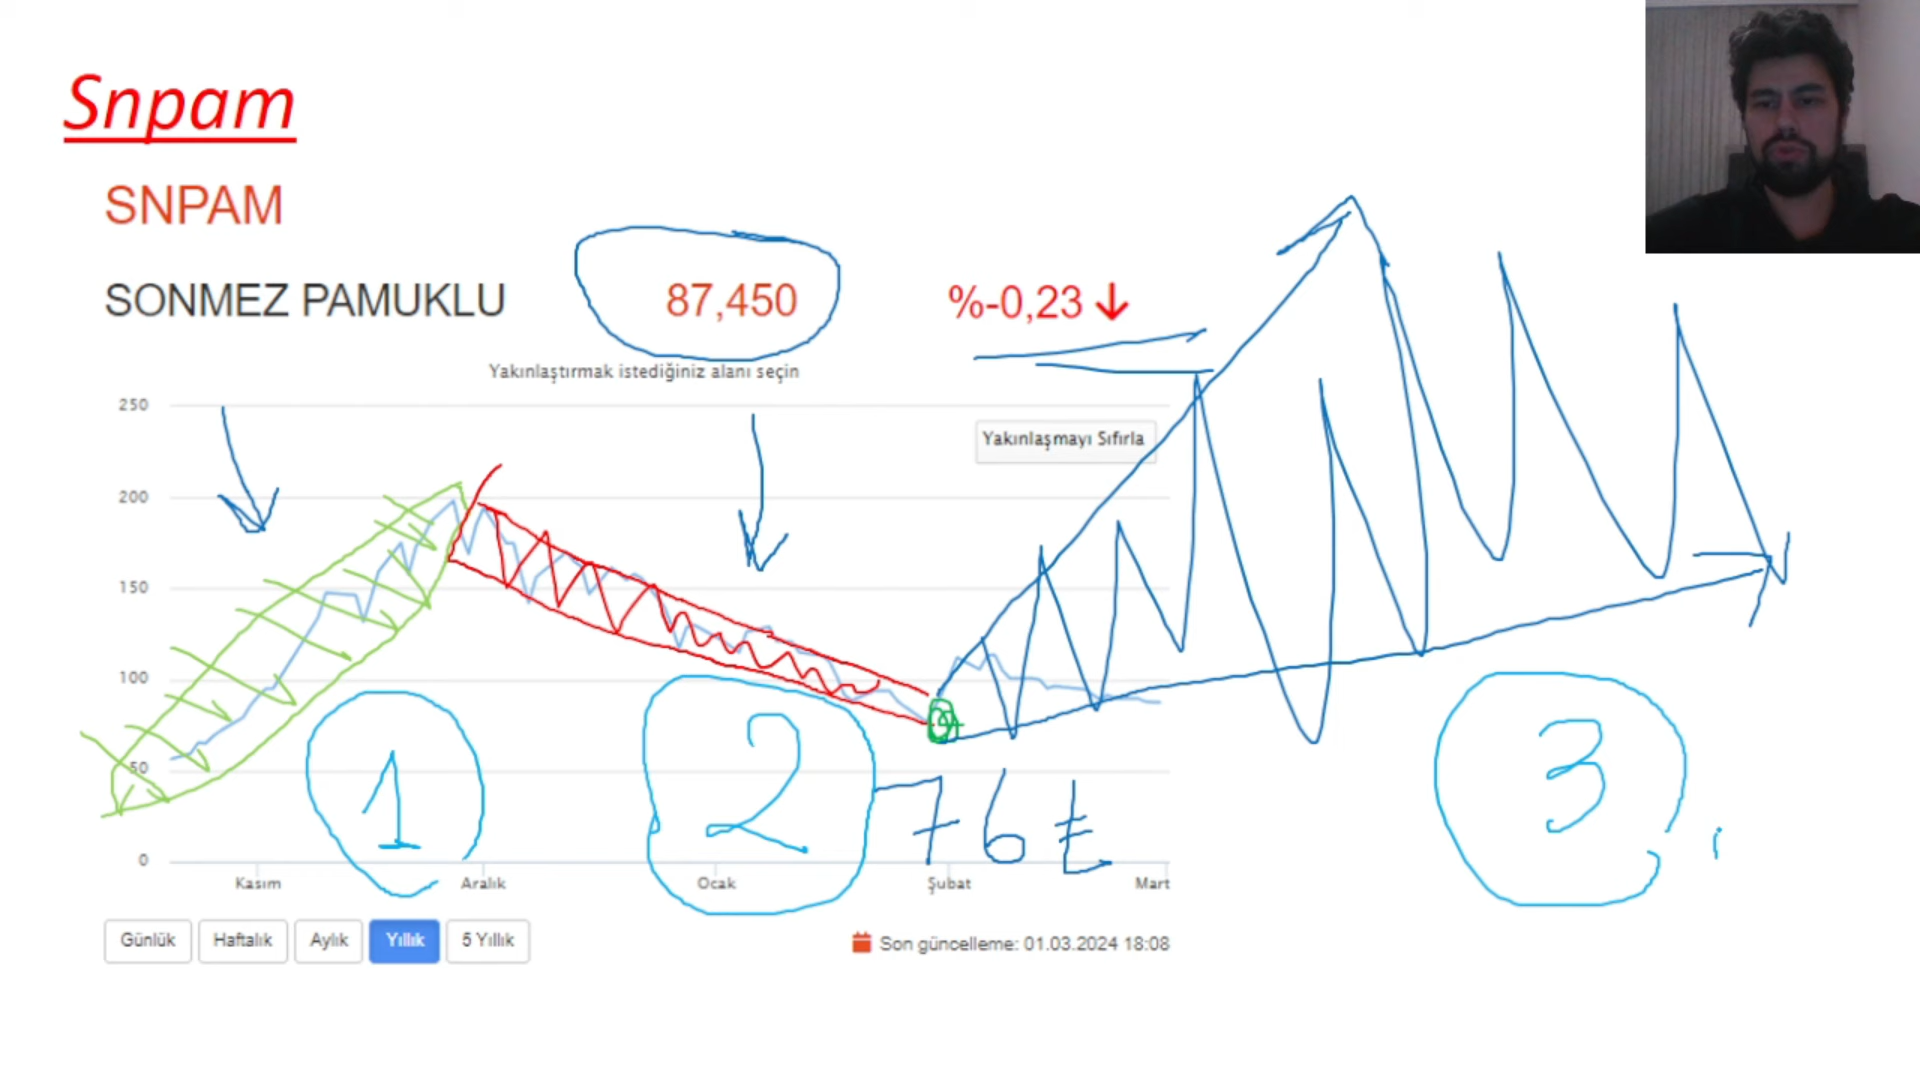 Snpam
SNPAM
SONMEZ PAMUKLU 87,450 %-0,23
Yakınlaştırmak istediğiniz alanı seçin
Yakınlaşmayı Sıfırla
250
200
150
100
50
0
1
2
76 ₺
3
Kasım Aralık Ocak Şubat Mart
Günlük Haftalık Aylık Yıllık 5 Yıllık
Son güncelleme: 01.03.2024 18:08